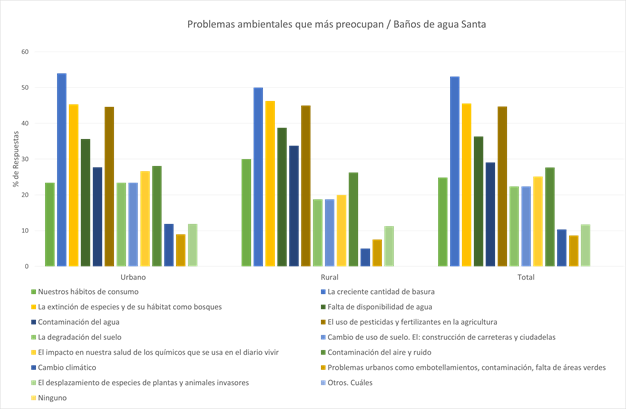 Problemas ambientales que más preocupan / Baños de agua Santa
60
50
40
30
20
10
0
% de Respuestas
Urbano
Rural
Total
Nuestros hábitos de consumo
La creciente cantidad de basura
La extinción de especies y de su hábitat como bosques
Falta de disponibilidad de agua
Contaminación del agua
El uso de pesticidas y fertilizantes en la agricultura
La degradación del suelo
Cambio de uso de suelo. El: construcción de carreteras y ciudadelas
El impacto en nuestra salud de los químicos que se usa en el diario vivir
Contaminación del aire y ruido
Cambio climático
Problemas urbanos como embotellamientos, contaminación, falta de áreas verdes
El desplazamiento de especies de plantas y animales invasores
Otros. Cuáles
Ninguno